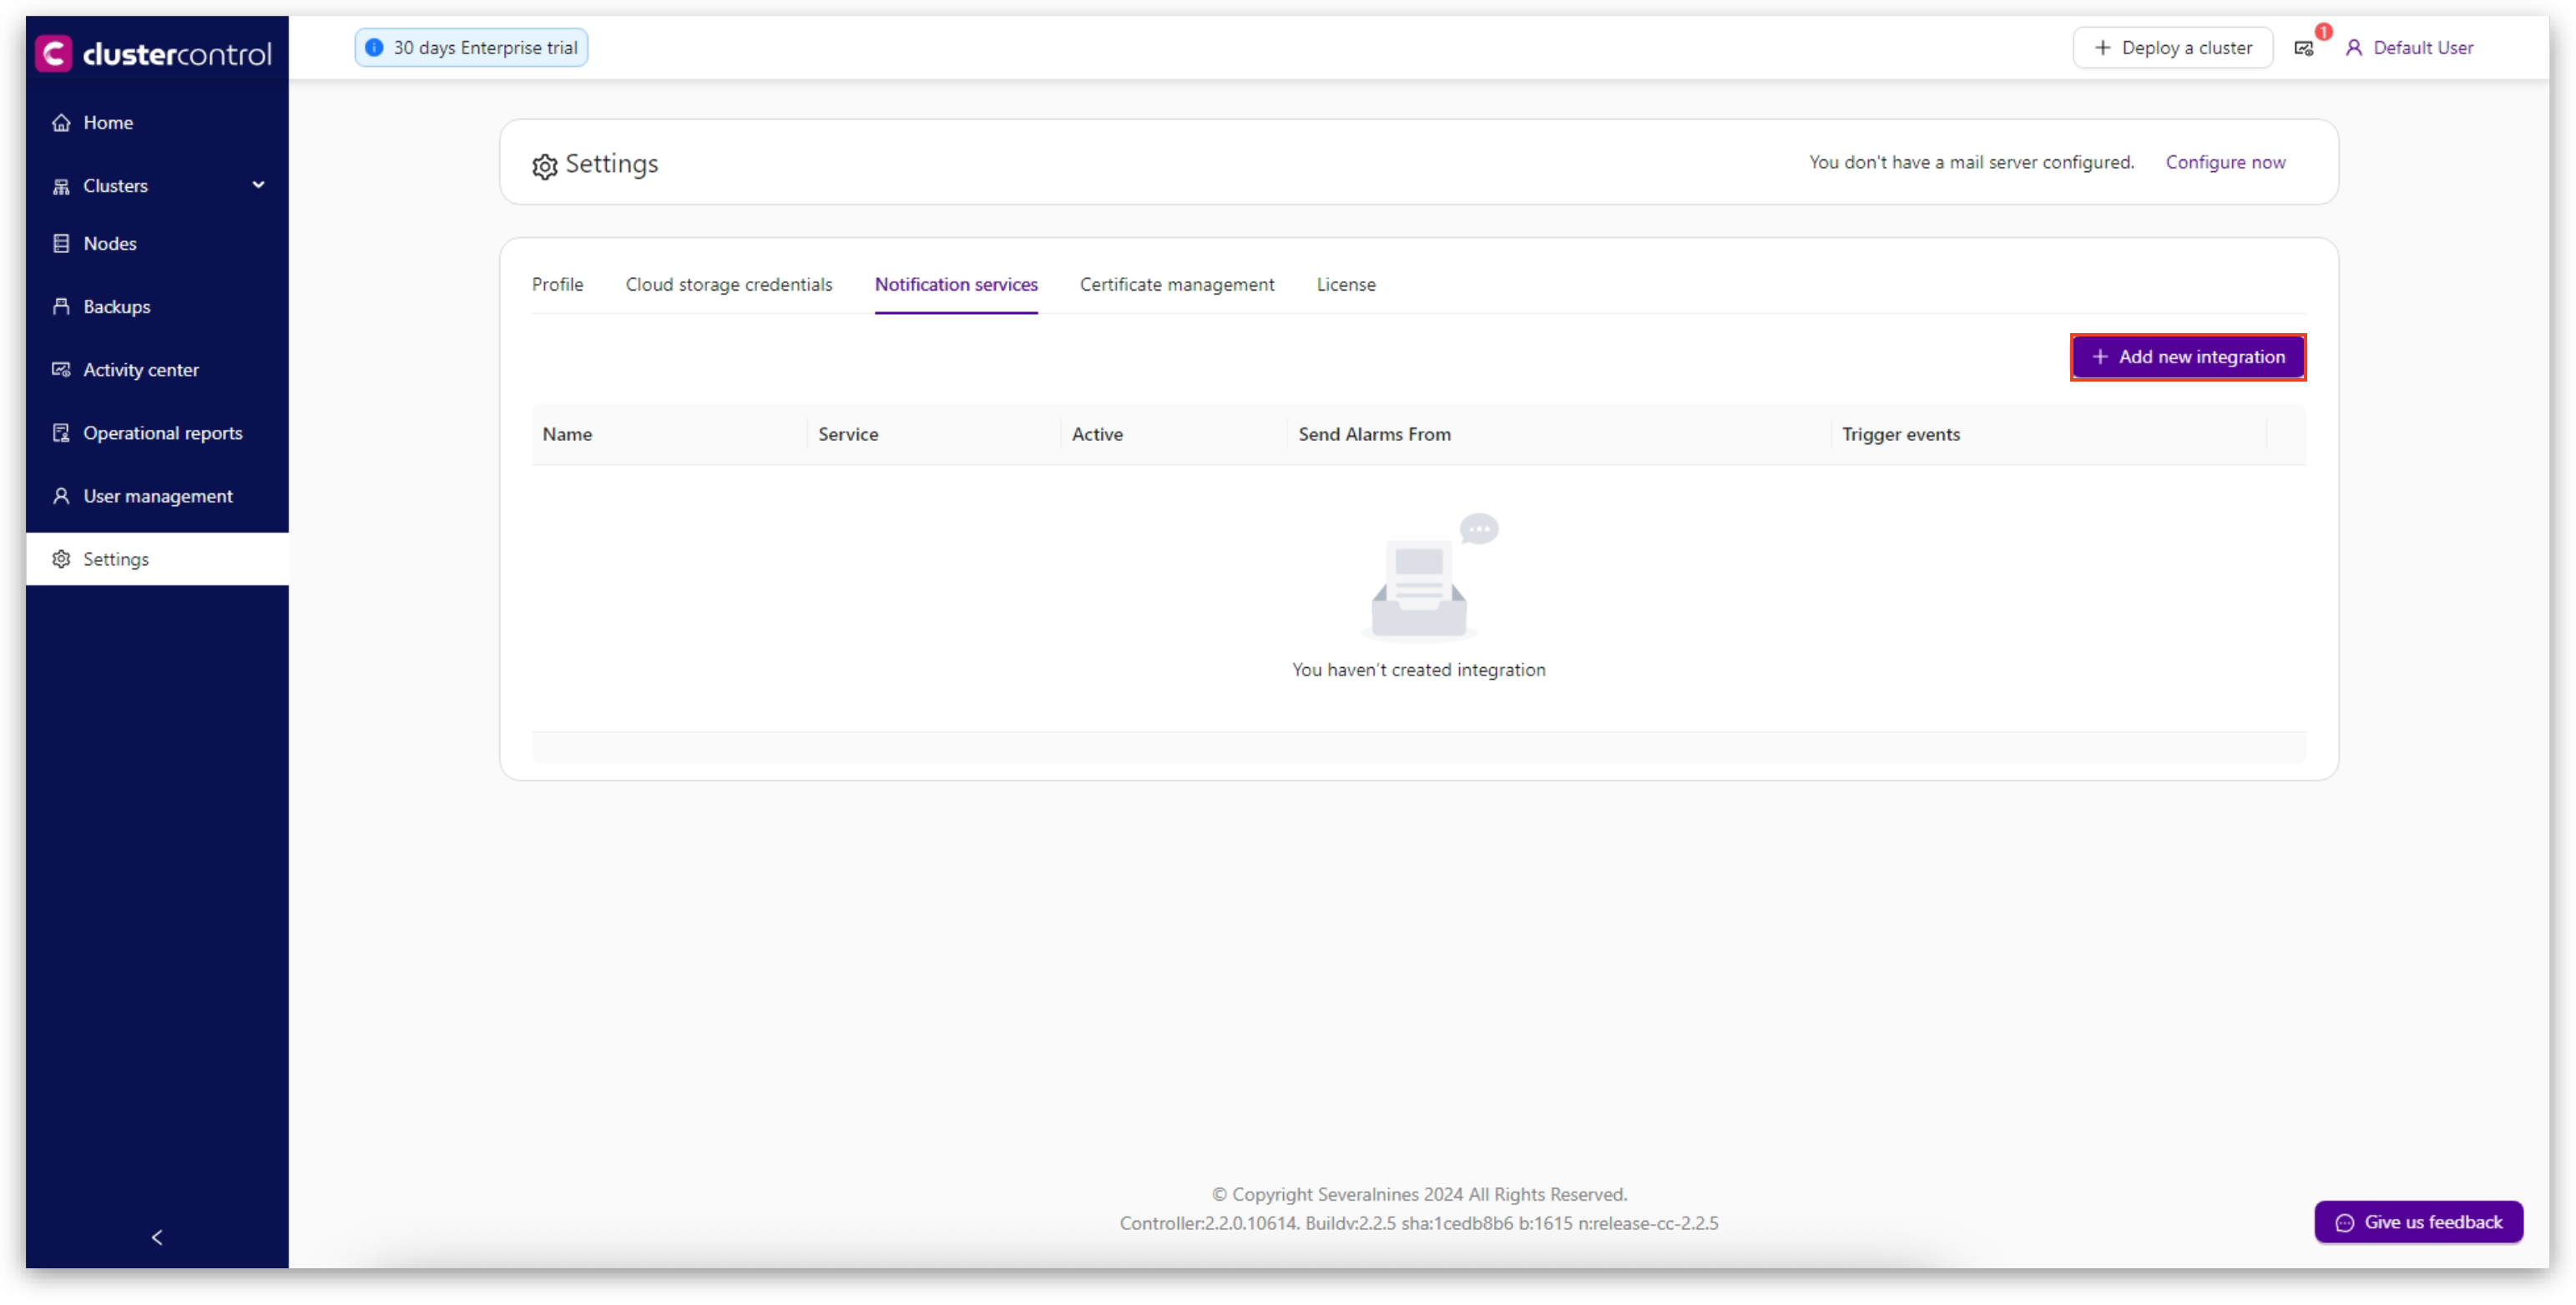 clustercontrol
30 days Enterprise trial
Deploy a cluster
1
Default User
Home
Clusters
Nodes
Backups
Activity center
Operational reports
User management
Settings
Settings
You don't have a mail server configured. Configure now
Profile Cloud storage credentials Notification services Certificate management License
Add new integration
Name Service Active Send Alarms From Trigger events
You haven't created integration
© Copyright Severalnines 2024 All Rights Reserved.
Controller:2.2.0.10614. Buildv:2.2.5 sha:1cedb8b6 b:1615 n:release-cc-2.2.5
Give us feedback